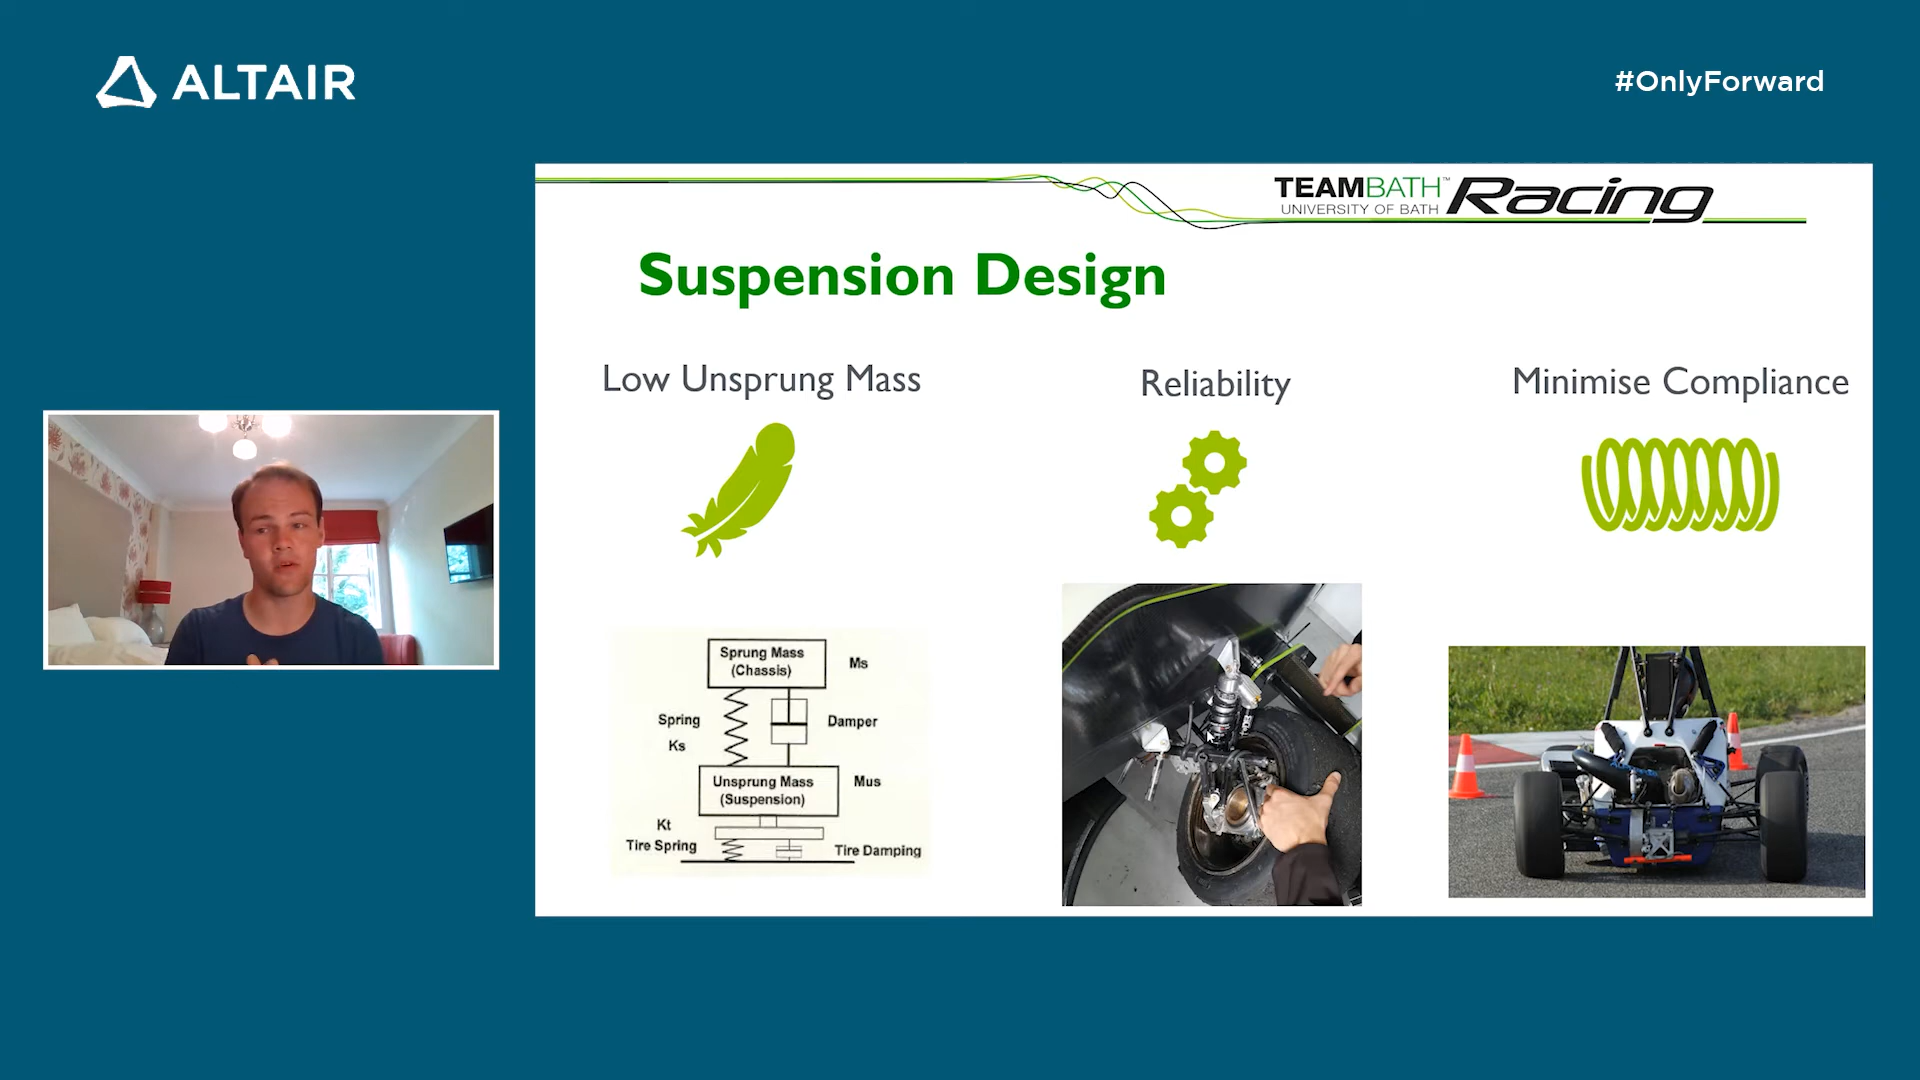 ALTAIR
#OnlyForward
TEAMBATH™ Racing
UNIVERSITY OF BATH
Suspension Design
Low Unsprung Mass
Reliability
Minimise Compliance
Sprung Mass
(Chassis)
Ms
Spring
Ks
Damper
Unsprung Mass
(Suspension)
Mus
Kt
Tire Spring
Tire Damping